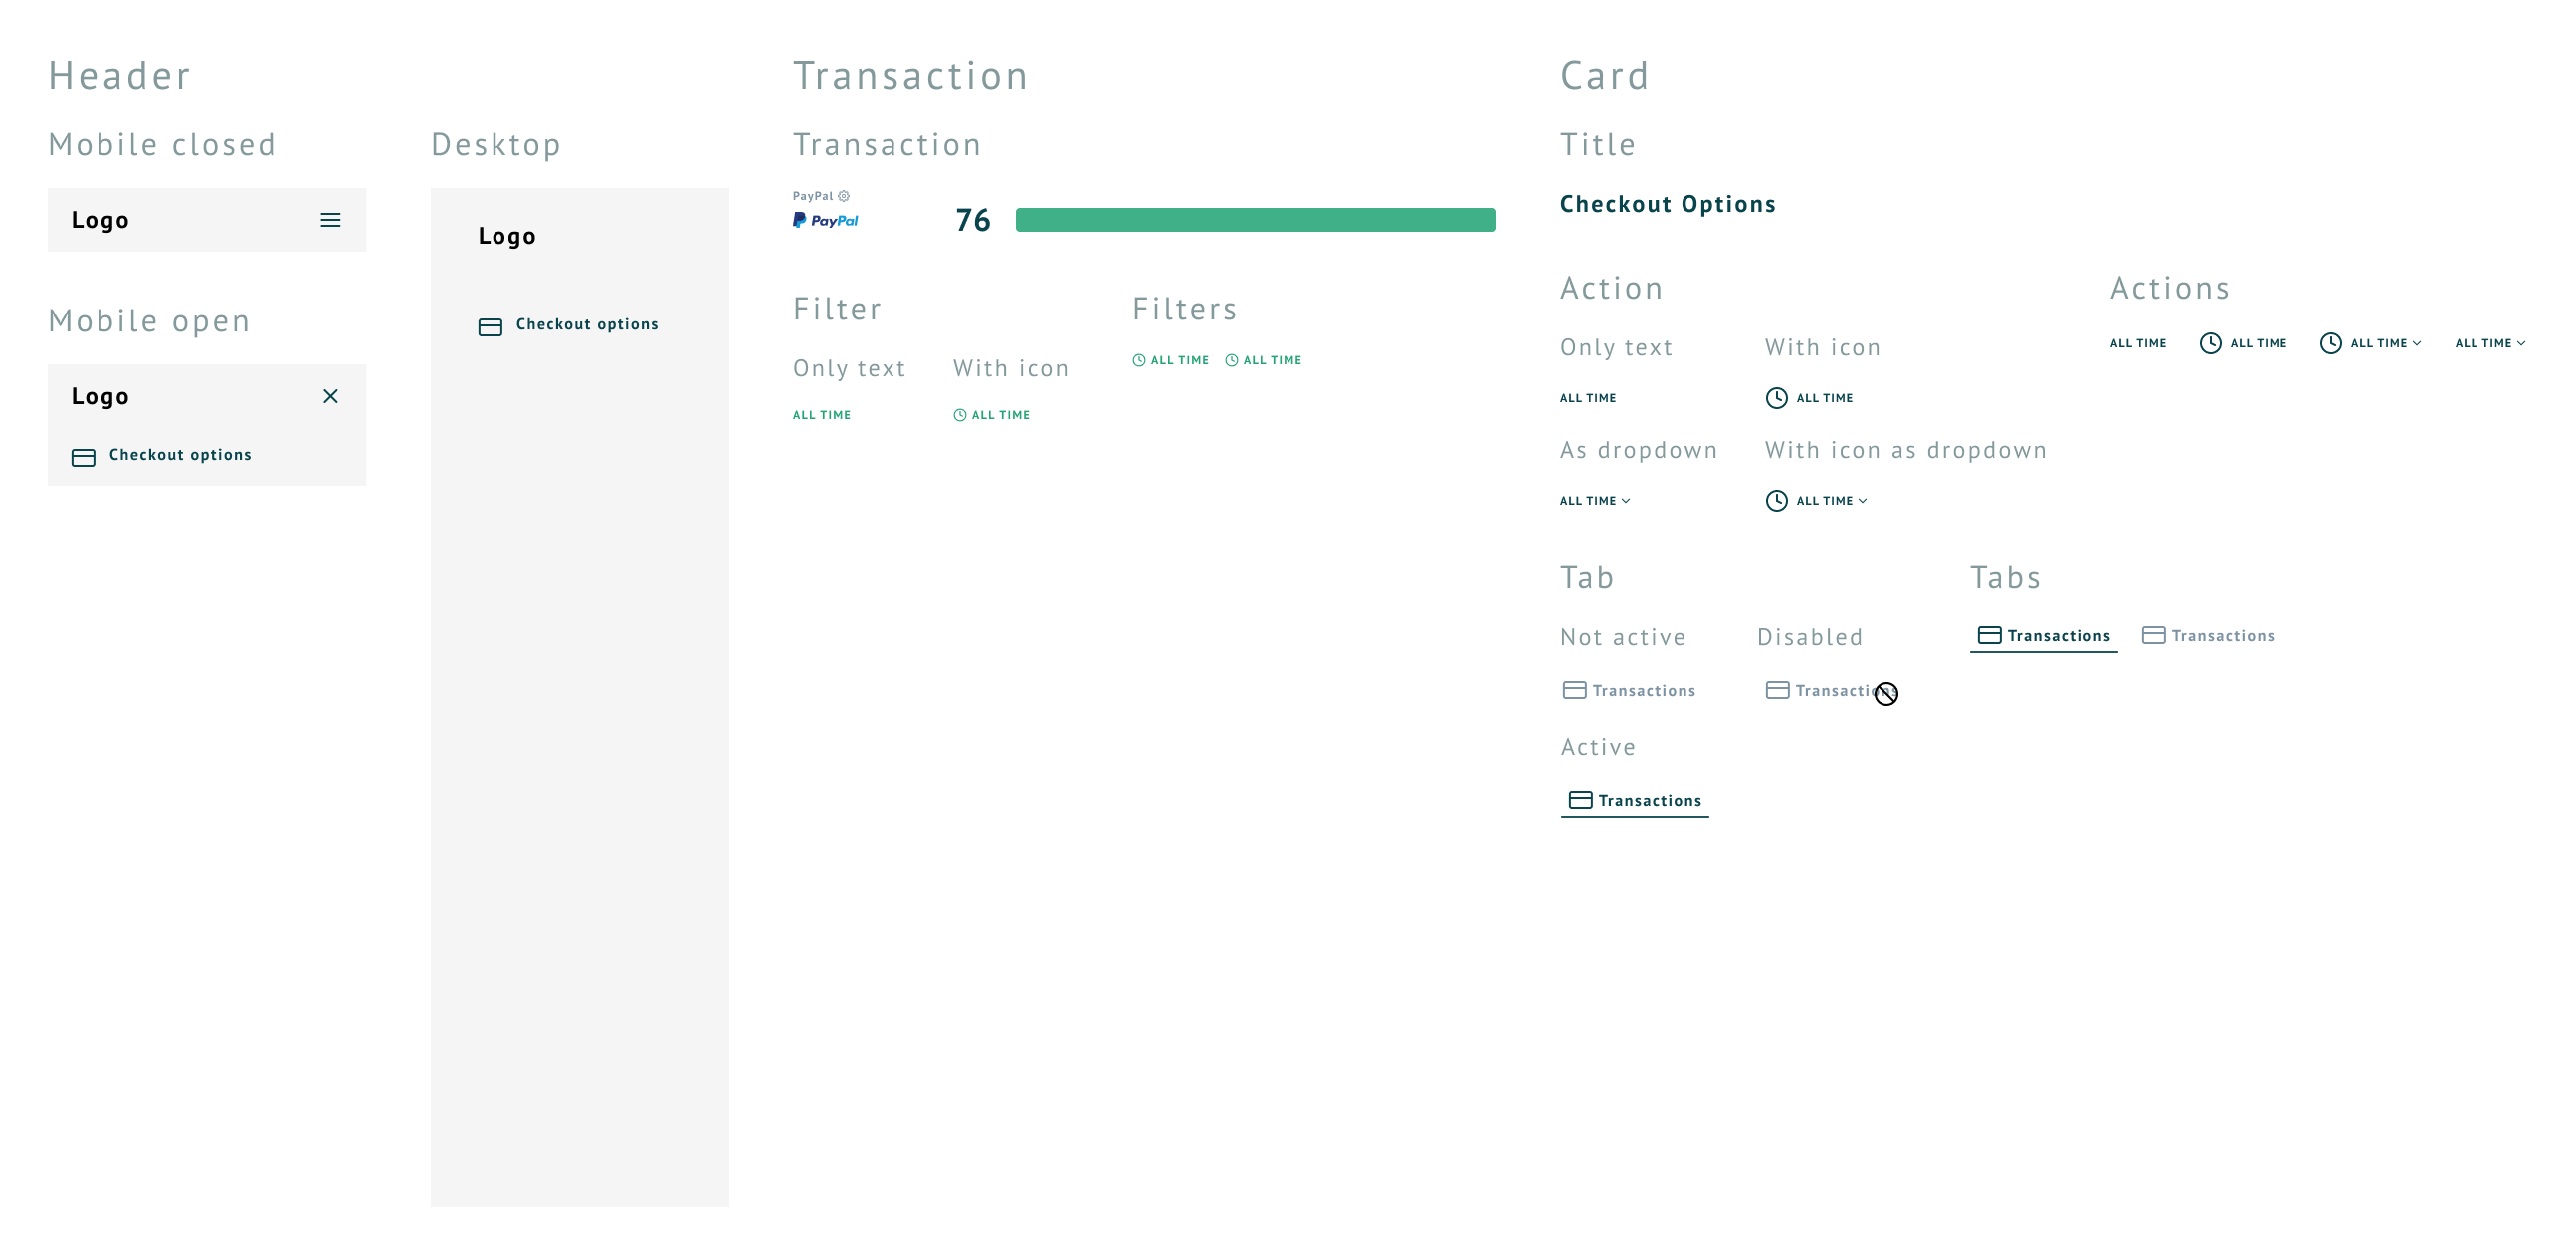 Header
Mobile closed
Logo
Mobile open
Logo
Checkout options
Desktop
Logo
Checkout options
Transaction
Transaction
PayPal
PayPal
76
Filter
Only text
ALL TIME
With icon
ALL TIME
Filters
ALL TIME ALL TIME
Card
Title
Checkout Options
Action
Only text
ALL TIME
With icon
ALL TIME
As dropdown
ALL TIME
With icon as dropdown
ALL TIME
Actions
ALL TIME ALL TIME ALL TIME ALL TIME
Tab
Not active
Transactions
Disabled
Transactions
Active
Transactions
Tabs
Transactions Transactions